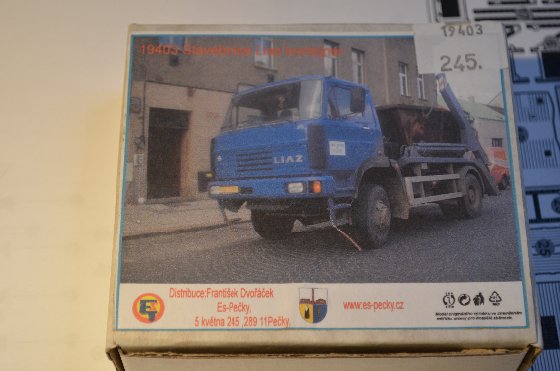 19403 Stavebnice Liaz kontejner
19403
245.
LIAZ
Distribuce:František Dvořáček
Es-Pečky,
5 května 245 ,289 11Pečky,
www.es-pecky.cz